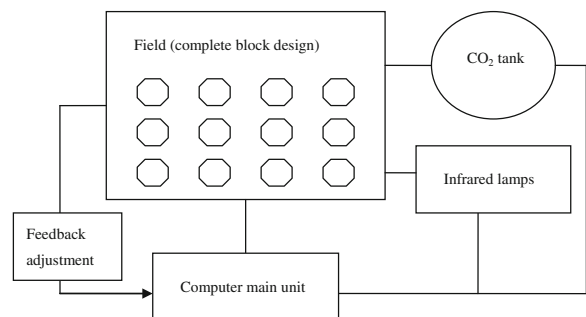 Field (complete block design)
CO₂ tank
Infrared lamps
Feedback
adjustment
Computer main unit